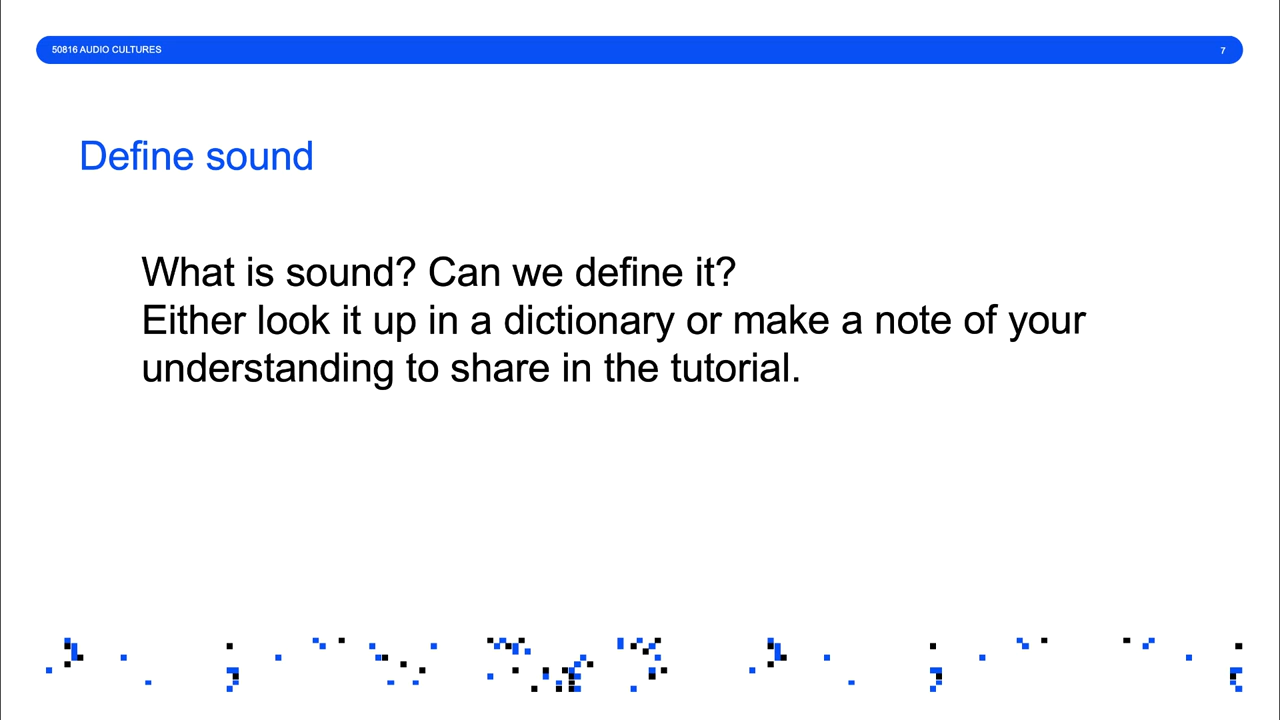 50816 AUDIO CULTURES
7
Define sound
What is sound? Can we define it?
Either look it up in a dictionary or make a note of your
understanding to share in the tutorial.